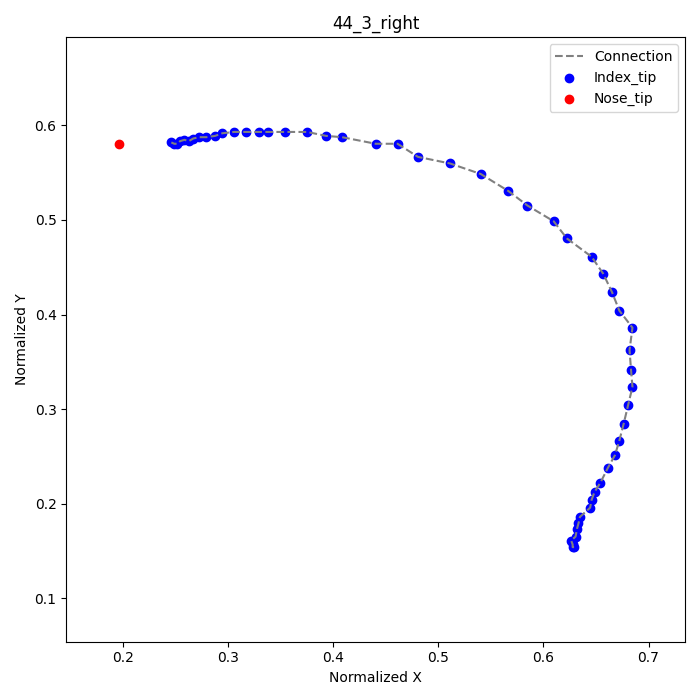 44_3_right
Connection
Index_tip
Nose_tip
0.6
0.5
0.4
0.3
0.2
0.1
Normalized Y
0.2 0.3 0.4 0.5 0.6 0.7
Normalized X